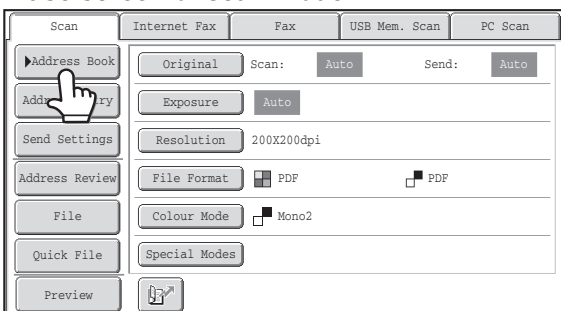 Scan Internet Fax Fax USB Mem. Scan PC Scan
Address Book Original Scan: Auto Send: Auto
Exposure Auto
Send Settings Resolution 200X200dpi
Address Review File Format PDF PDF
File Colour Mode Mono2
Quick File Special Modes
Preview